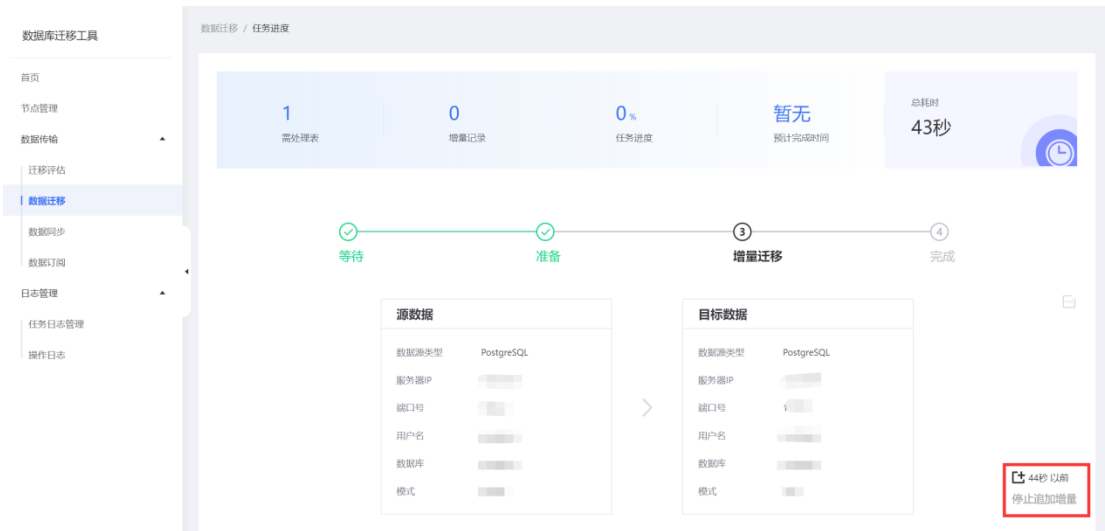 数据库迁移工具
首页
节点管理
数据传输
迁移评估
数据迁移
数据同步
数据订阅
日志管理
任务日志管理
操作日志
数据迁移 / 任务进度
1
需处理表
0
增量记录
0 %
任务进度
暂无
预计完成时间
总耗时
43秒
等待
准备
3
增量迁移
4
完成
源数据
数据源类型 PostgreSQL
服务器IP
端口号
用户名
数据库
模式
目标数据
数据源类型 PostgreSQL
服务器IP
端口号
用户名
数据库
模式
44秒 以前
停止追加增量